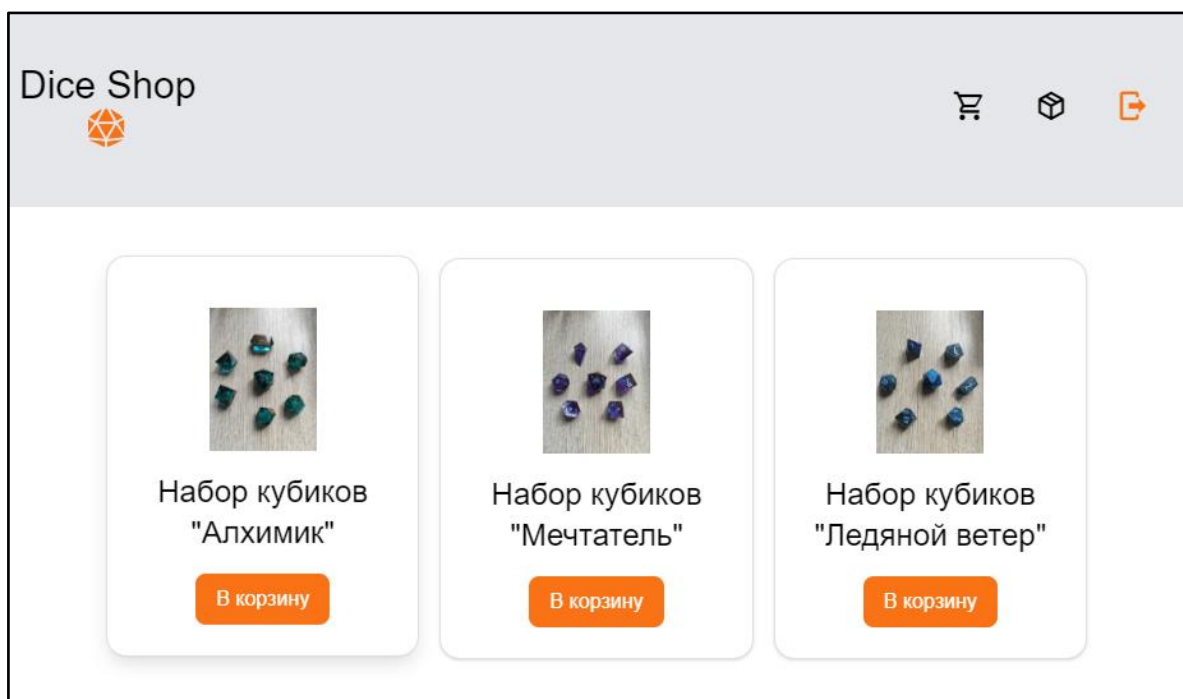 Dice Shop
Набор кубиков
"Алхимик"
В корзину
Набор кубиков
"Мечтатель"
В корзину
Набор кубиков
"Ледяной ветер"
В корзину